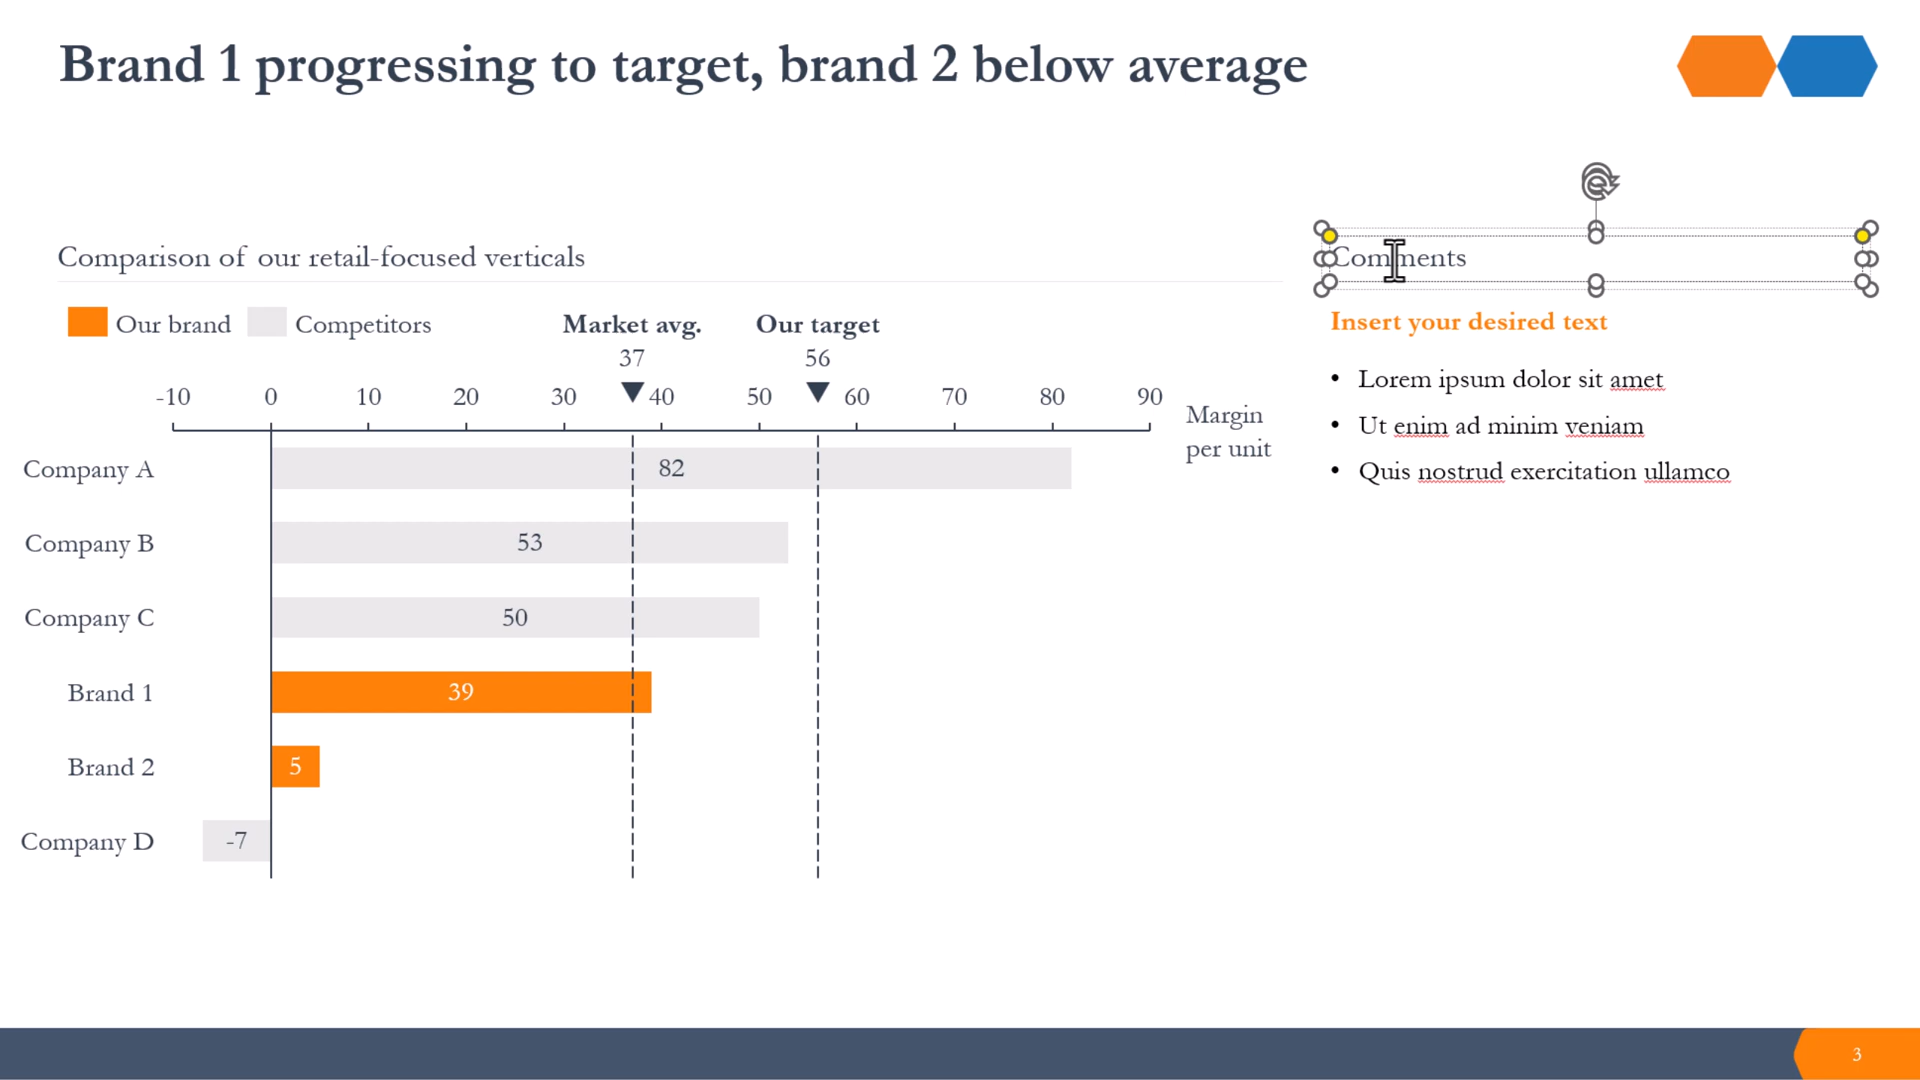 Brand 1 progressing to target, brand 2 below average
Comparison of our retail-focused verticals
Our brand
Competitors
Market avg.
37
Our target
56
-10 0 10 20 30 40 50 60 70 80 90
Margin
per unit
Company A 82
Company B 53
Company C 50
Brand 1 39
Brand 2 5
Company D -7
Comments
Insert your desired text
• Lorem ipsum dolor sit amet
• Ut enim ad minim veniam
• Quis nostrud exercitation ullamco
3